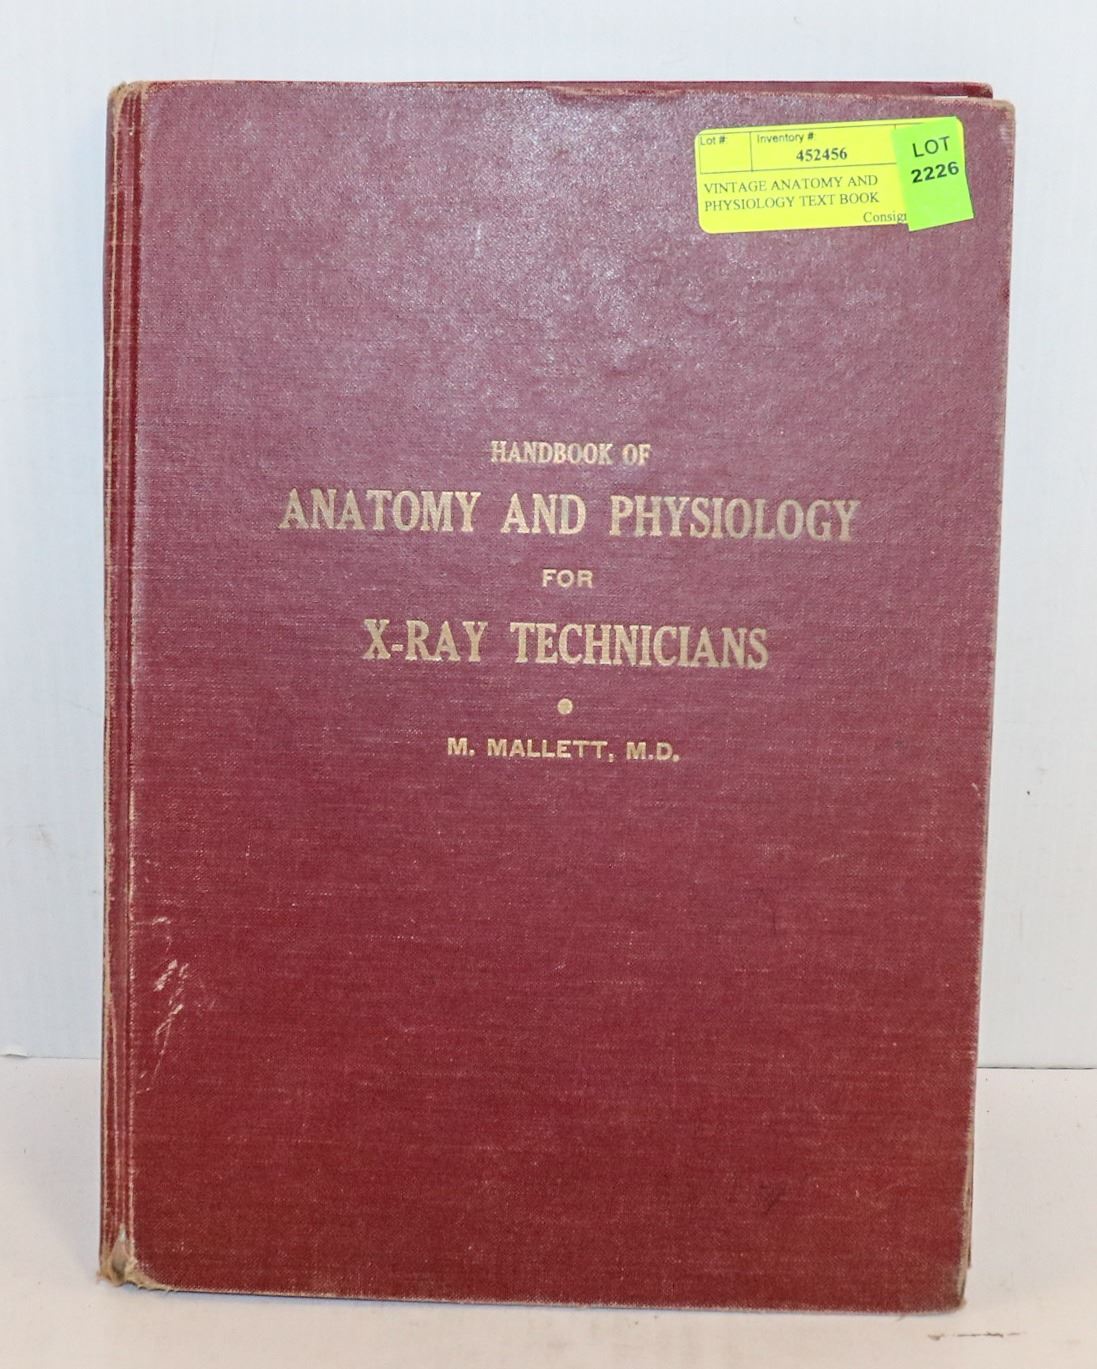 Lot #
Inventory #:
452456
VINTAGE ANATOMY AND
PHYSIOLOGY TEXT BOOK
LOT
2226
HANDBOOK OF
ANATOMY AND PHYSIOLOGY
FOR
X-RAY TECHNICIANS
M. MALLETT, M.D.